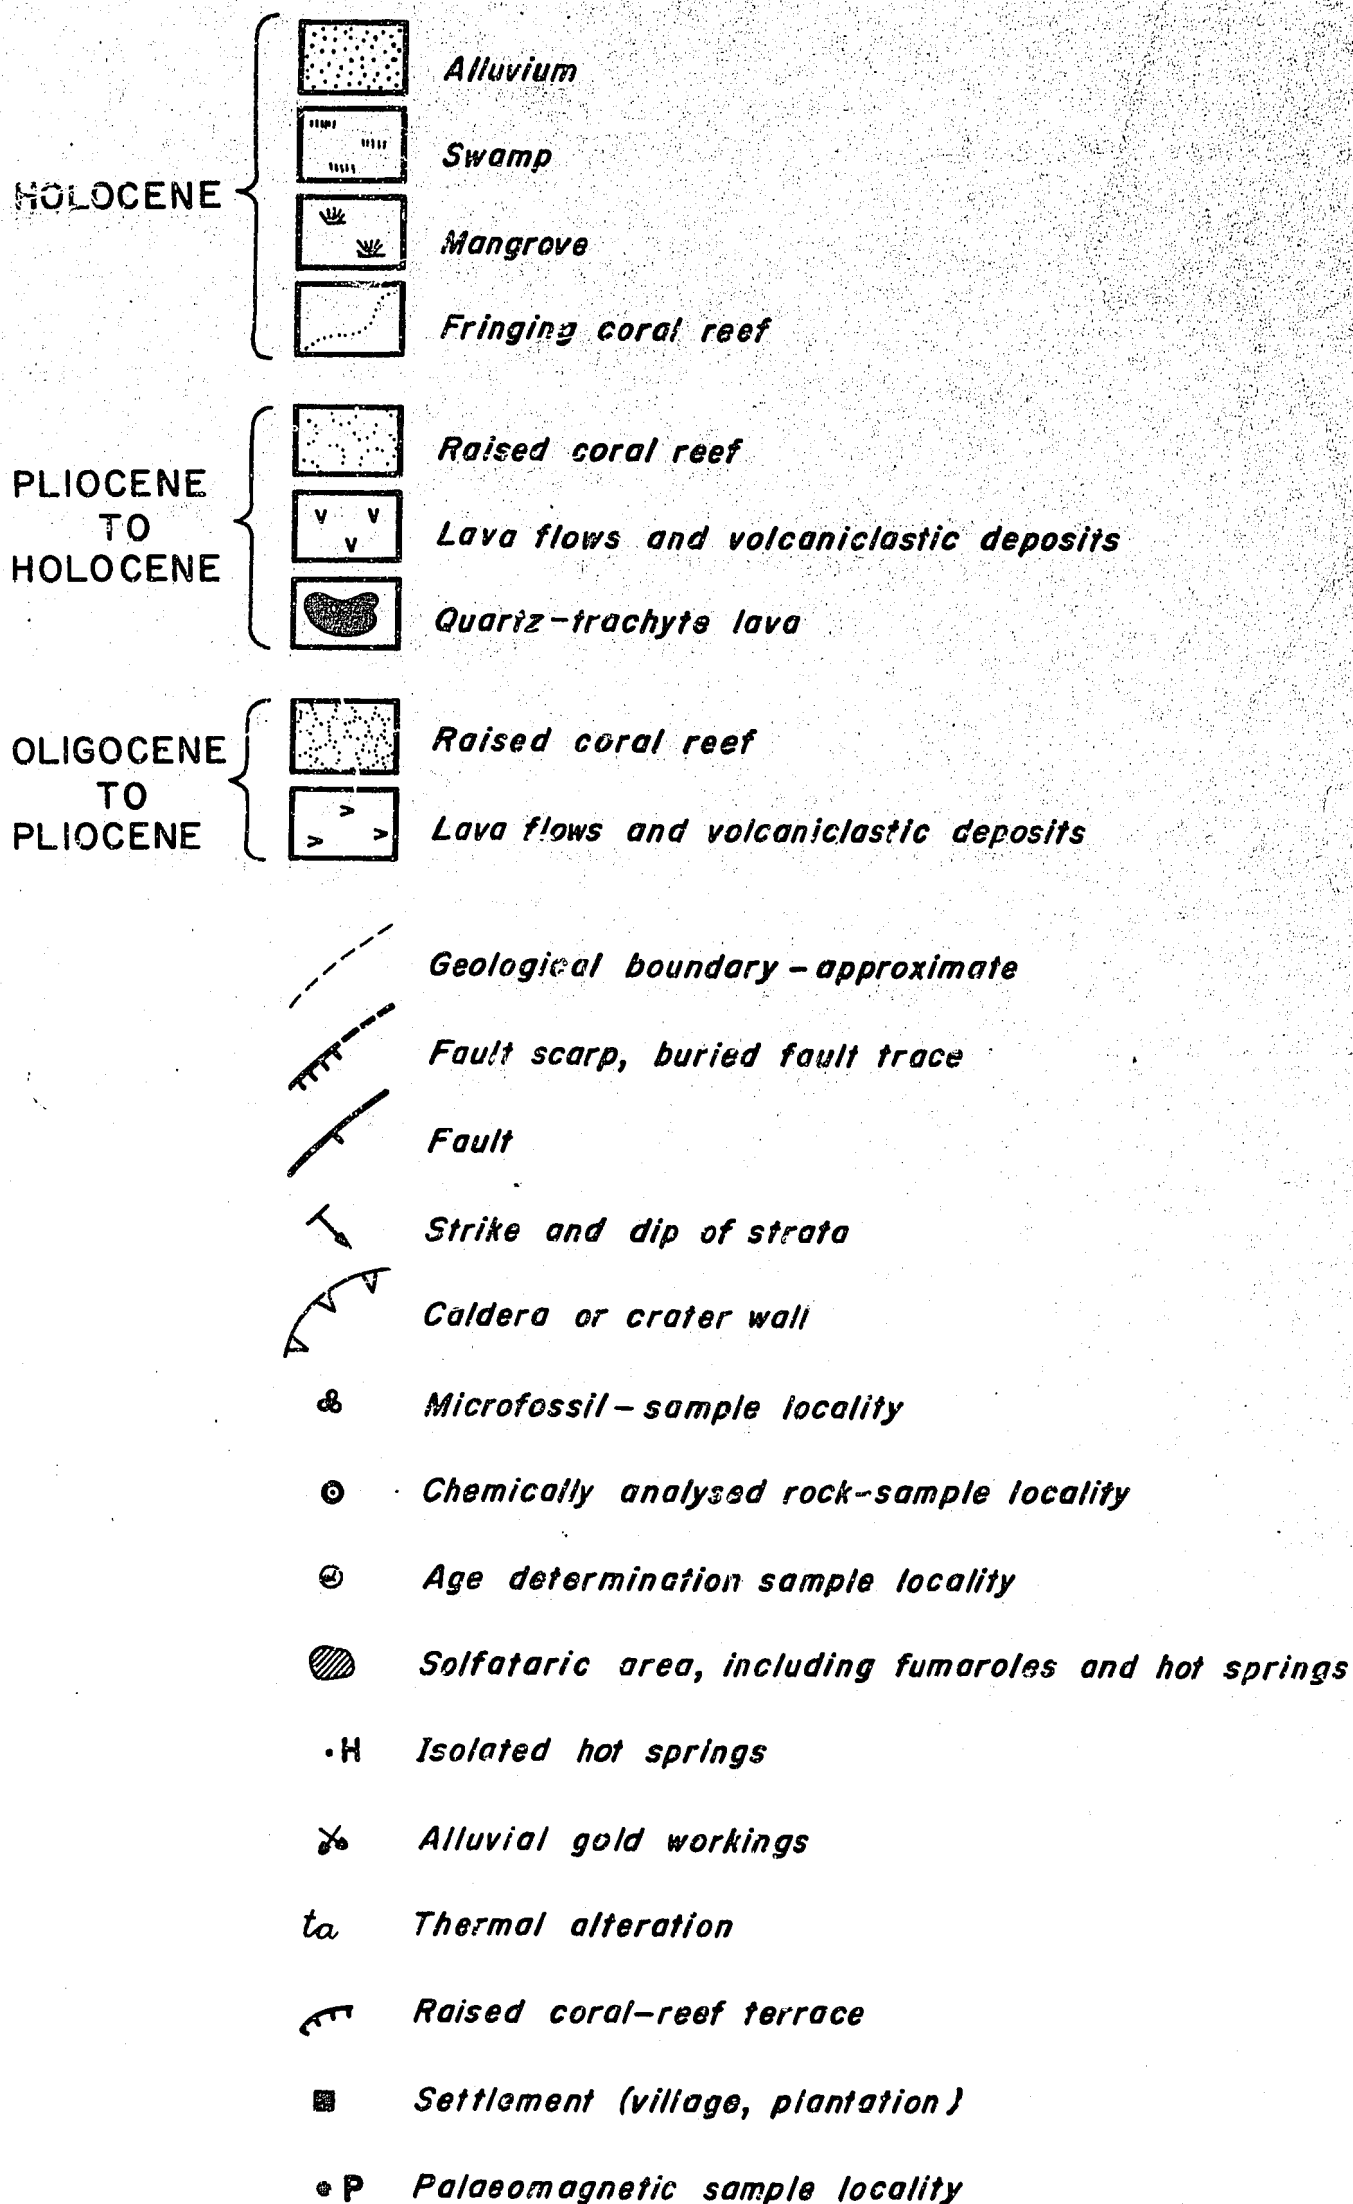 HOLOCENE
Alluvium
Swamp
Mangrove
Fringing coral reef
PLIOCENE
TO
HOLOCENE
Raised coral reef
Lava flows and volcaniclastic deposits
Quartz-trachyte lava
OLIGOCENE
TO
PLIOCENE
Raised coral reef
Lava flows and volcaniclastic deposits
Geological boundary - approximate
Fault scarp, buried fault trace
Fault
Strike and dip of strata
Caldera or crater wall
Microfossil - sample locality
Chemically analysed rock-sample locality
Age determination sample locality
Solfataric area, including fumaroles and hot springs
.H Isolated hot springs
Alluvial gold workings
ta Thermal alteration
Raised coral-reef terrace
Settlement (village, plantation)
P Palaeomagnetic sample locality